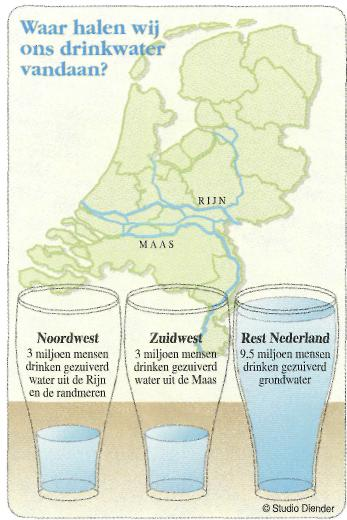 Waar halen wij
ons drinkwater
vandaan?
RIJN
MAAS
Noordwest
3 miljoen mensen
drinken gezuiverd
water uit de Rijn
en de randmeren
Zuidwest
3 miljoen mensen
drinken gezuiverd
water uit de Maas
Rest Nederland
9.5 miljoen mensen
drinken gezuiverd
grondwater
© Studio Diender